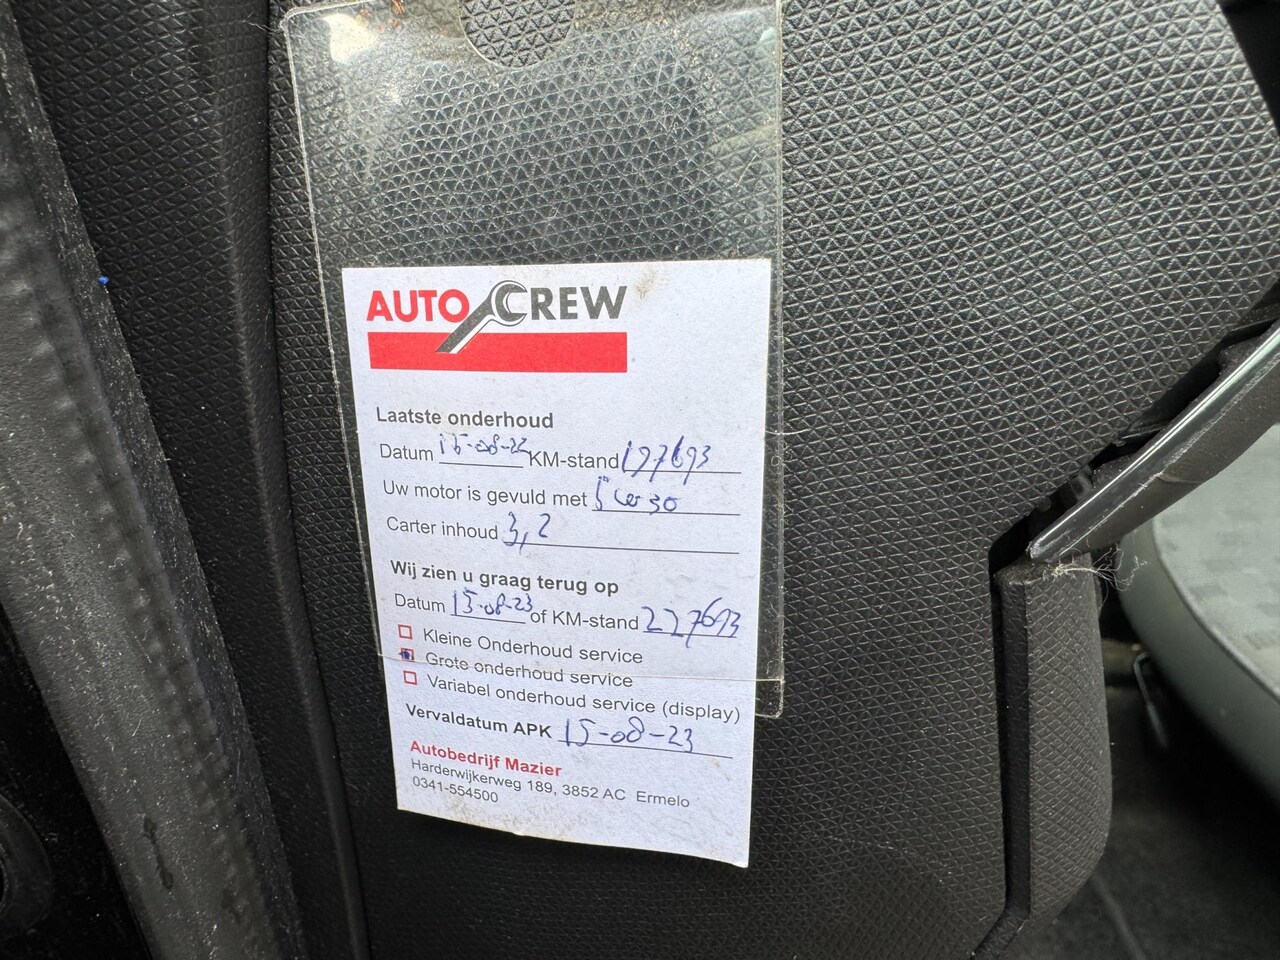 AUTO CREW
Laatste onderhoud
Datum 15-08-22 KM-stand 197693
Uw motor is gevuld met 5w30
Carter inhoud 3,2
Wij zien u graag terug op
Datum 15-08-23 of KM-stand 227693
Kleine Onderhoud service
Grote onderhoud service
Variabel onderhoud service (display)
Vervaldatum APK 15-08-23
Autobedrijf Mazier
Harderwijkerweg 189, 3852 AC Ermelo
0341-554500